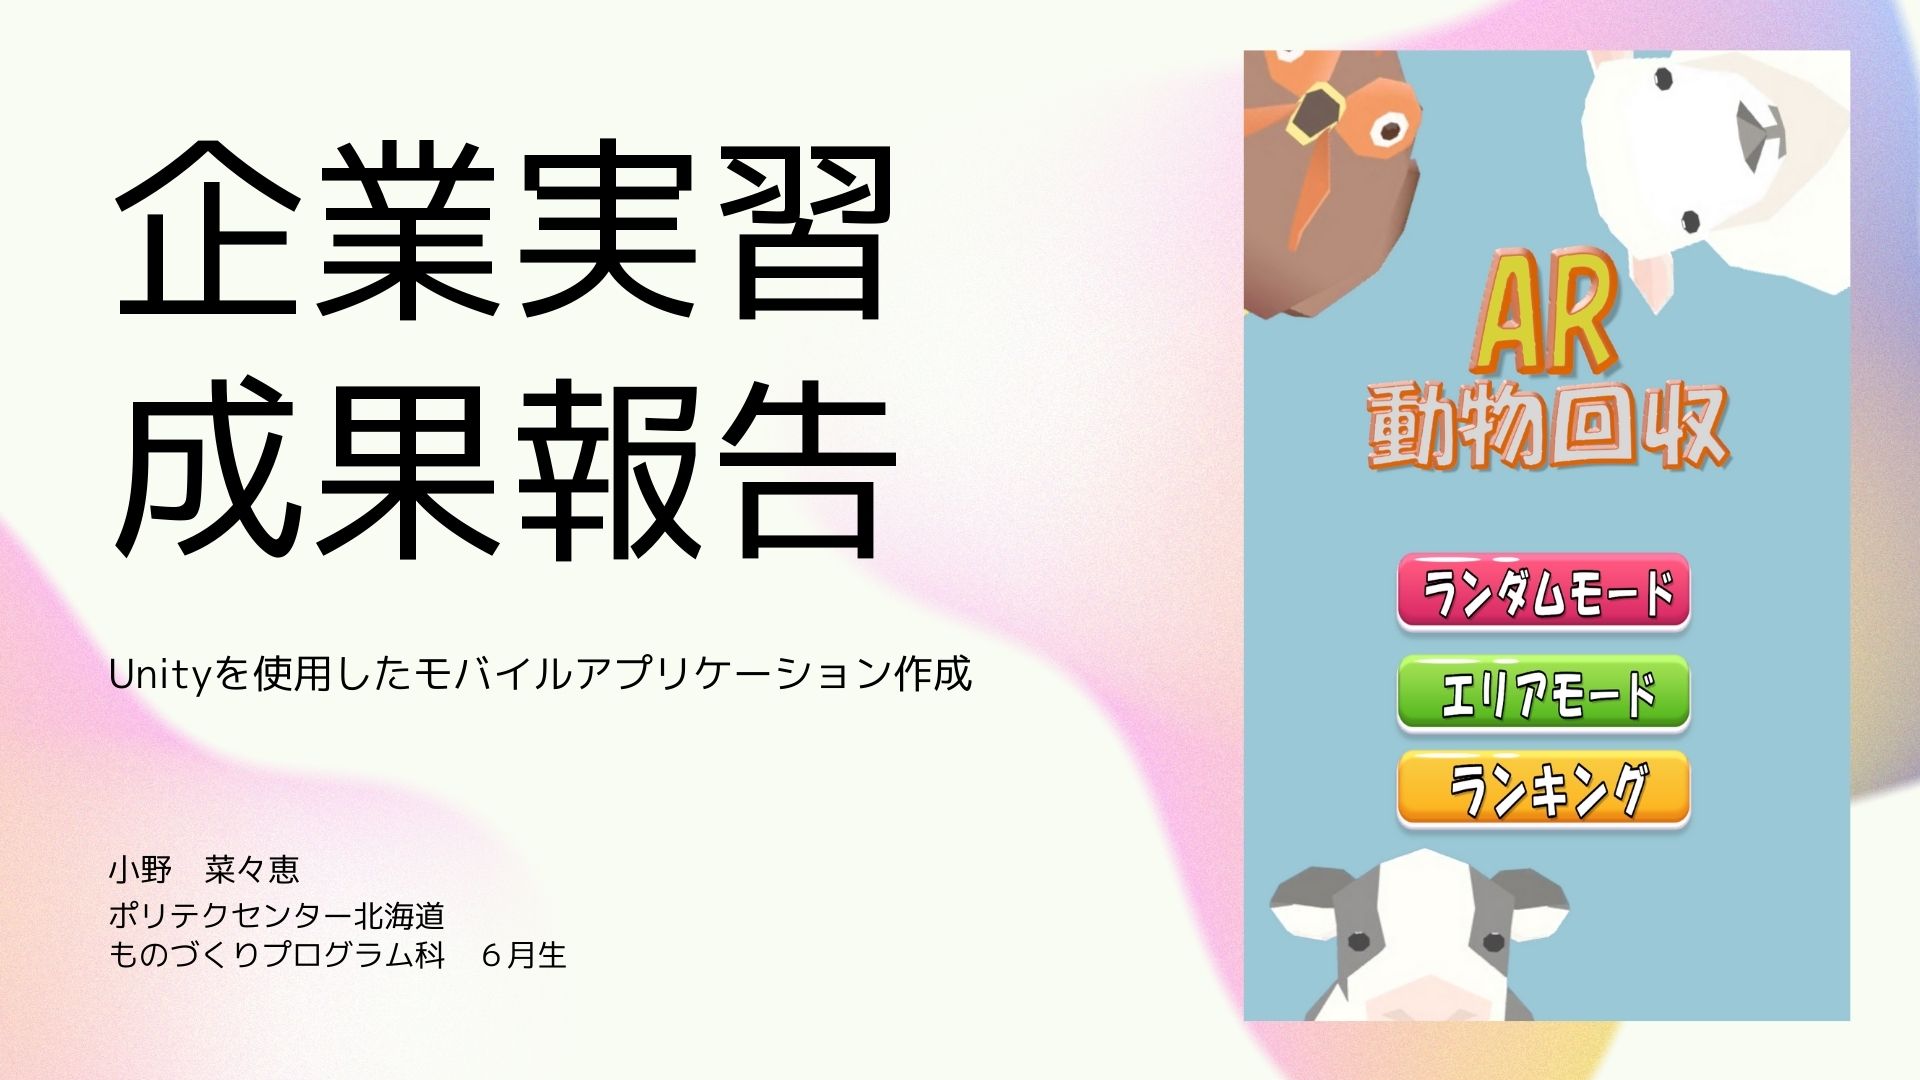 企業実習
成果報告
Unityを使用したモバイルアプリケーション作成
小野　菜々恵
ポリテクセンター北海道
ものづくりプログラム科　６月生
AR
動物回収
ランダムモード
エリアモード
ランキング